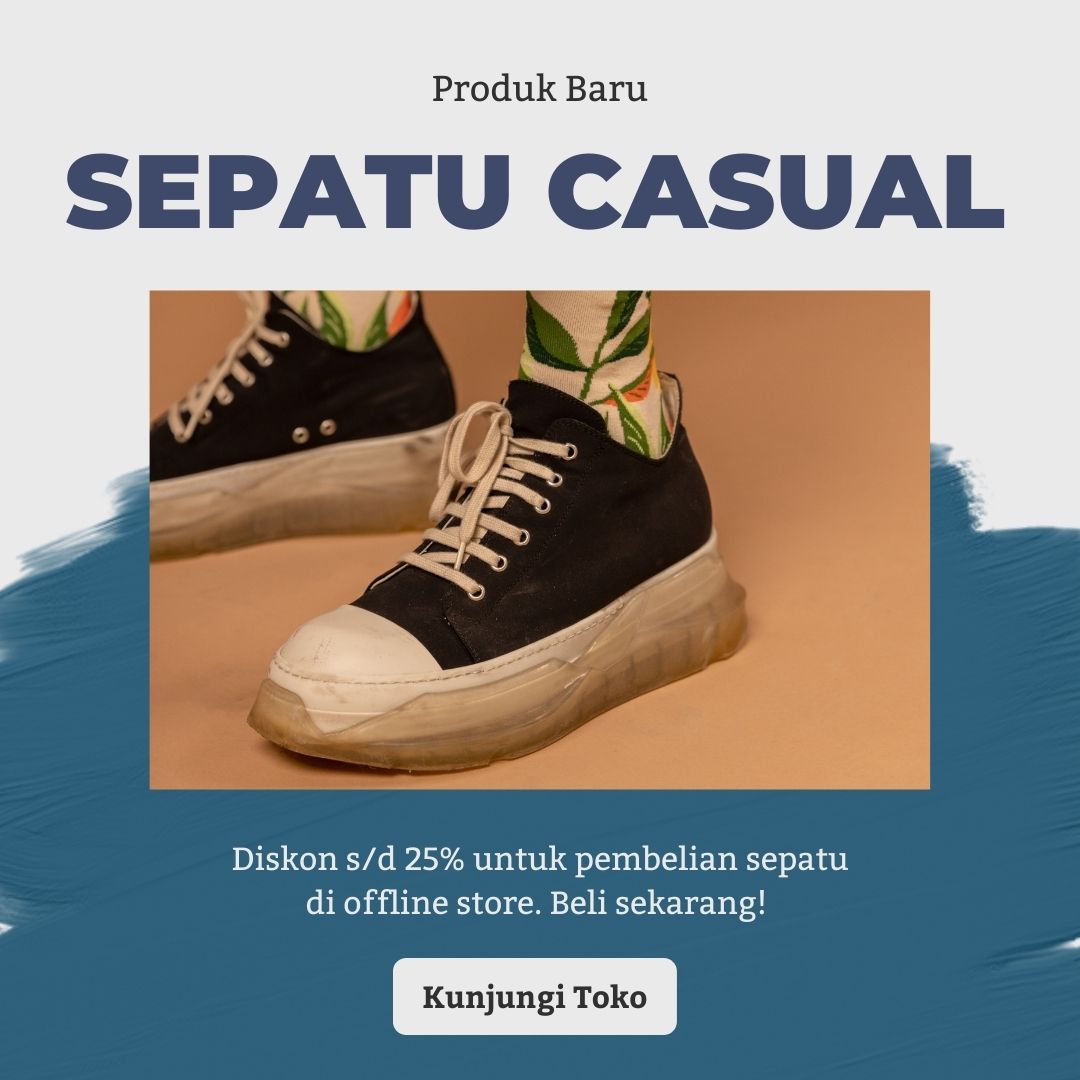 Produk Baru
SEPATU CASUAL
Diskon s/d 25% untuk pembelian sepatu
di offline store. Beli sekarang!
Kunjungi Toko